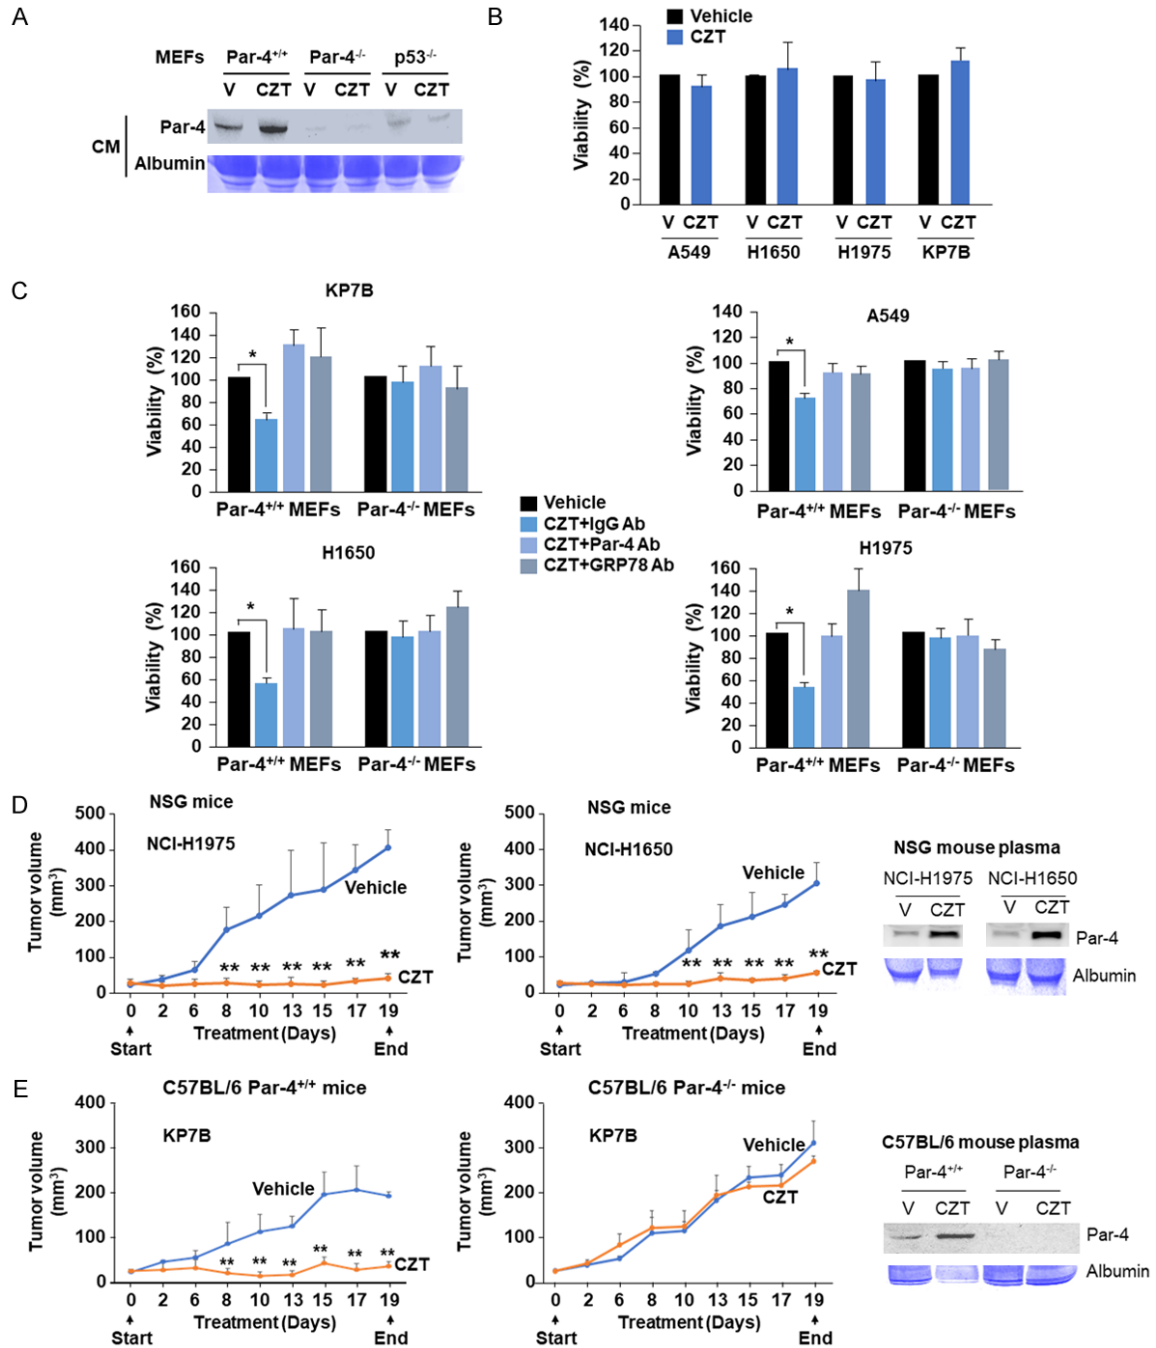 A
MEFs Par-4+/+ Par-4-/- p53-/-
V CZT V CZT V CZT
CM
Par-4
Albumin
B
Vehicle
CZT
Viability (%)
140
120
100
80
60
40
20
0
V CZT V CZT V CZT V CZT
A549 H1650 H1975 KP7B
C
KP7B
Viability (%)
160
140
120
100
80
60
40
20
0
*
Par-4+/+ MEFs Par-4-/- MEFs
A549
Viability (%)
140
120
100
80
60
40
20
0
*
Par-4+/+ MEFs Par-4-/- MEFs
Vehicle
CZT+IgG Ab
CZT+Par-4 Ab
CZT+GRP78 Ab
H1650
Viability (%)
160
140
120
100
80
60
40
20
0
*
Par-4+/+ MEFs Par-4-/- MEFs
H1975
Viability (%)
160
140
120
100
80
60
40
20
0
*
Par-4+/+ MEFs Par-4-/- MEFs
D
NSG mice
NCI-H1975
Tumor volume
(mm3)
500
400
300
200
100
0
Vehicle
** ** ** ** ** **
CZT
0 2 6 8 10 13 15 17 19
Treatment (Days)
Start
End
NSG mice
NCI-H1650
Tumor volume
(mm3)
500
400
300
200
100
0
Vehicle
** ** ** ** **
CZT
0 2 6 8 10 13 15 17 19
Treatment (Days)
Start
End
NSG mouse plasma
NCI-H1975 NCI-H1650
V CZT V CZT
Par-4
Albumin
E
C57BL/6 Par-4+/+ mice
KP7B
Tumor volume
(mm3)
400
300
200
100
0
Vehicle
** ** ** ** ** **
CZT
0 2 6 8 10 13 15 17 19
Treatment (Days)
Start
End
C57BL/6 Par-4-/- mice
KP7B
Tumor volume
(mm3)
400
300
200
100
0
Vehicle
CZT
0 2 6 8 10 13 15 17 19
Treatment (Days)
Start
End
C57BL/6 mouse plasma
Par-4+/+ Par-4-/-
V CZT V CZT
Par-4
Albumin